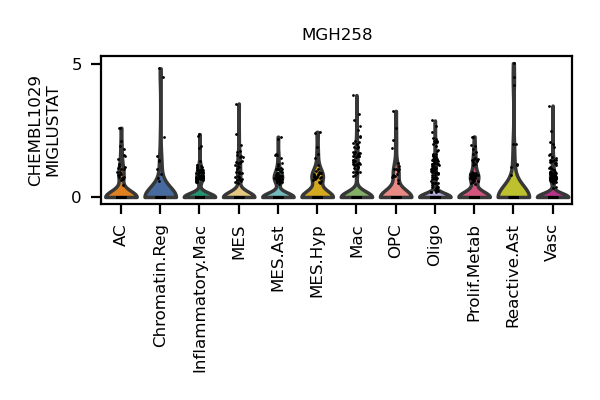 MGH258
CHEMBL1029
MIGLUSTAT
5
0
AC
Chromatin.Reg
Inflammatory.Mac
MES
MES.Ast
MES.Hyp
Mac
OPC
Oligo
Prolif.Metab
Reactive.Ast
Vasc